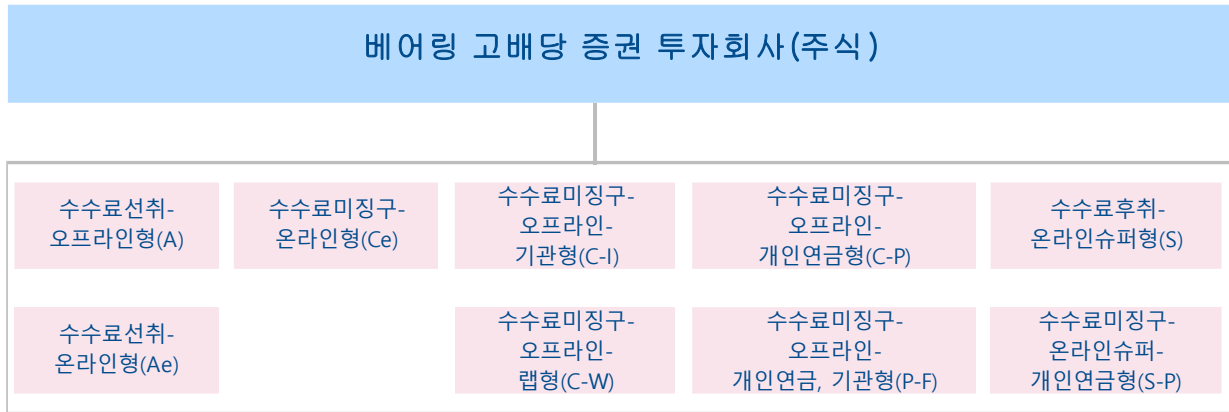 베어링 고배당 증권 투자회사(주식)
수수료선취-
오프라인형(A)
수수료미징구-
온라인형(Ce)
수수료미징구-
오프라인-
기관형(C-I)
수수료미징구-
오프라인-
개인연금형(C-P)
수수료후취-
온라인슈퍼형(S)
수수료선취-
온라인형(Ae)
수수료미징구-
오프라인-
랩형(C-W)
수수료미징구-
오프라인-
개인연금, 기관형(P-F)
수수료미징구-
온라인슈퍼-
개인연금형(S-P)